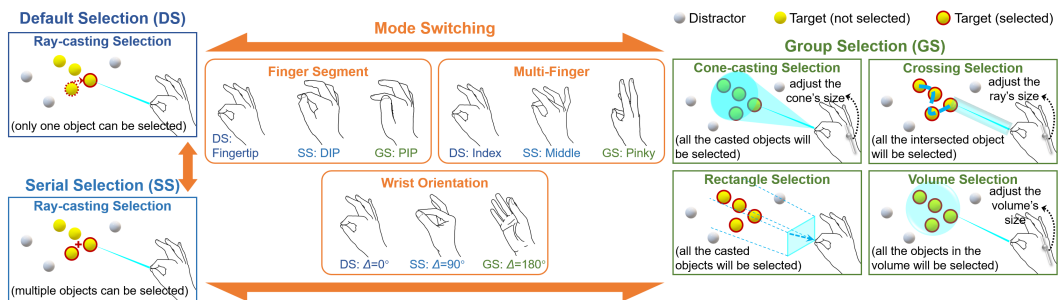 Default Selection (DS)
Ray-casting Selection
(only one object can be selected)
Serial Selection (SS)
Ray-casting Selection
(multiple objects can be selected)
Mode Switching
Finger Segment
DS:
Fingertip
SS: DIP
GS: PIP
Multi-Finger
DS: Index
SS: Middle
GS: Pinky
Wrist Orientation
DS: Δ=0°
SS: Δ=90°
GS: Δ=180°
Distractor
Target (not selected)
Target (selected)
Group Selection (GS)
Cone-casting Selection
adjust the
cone's size
(all the casted objects will
be selected)
Crossing Selection
adjust the
ray's size
(all the intersected object
will be selected)
Rectangle Selection
(all the casted
objects will be selected)
Volume Selection
adjust the
volume's
size
(all the objects in the
volume will be selected)